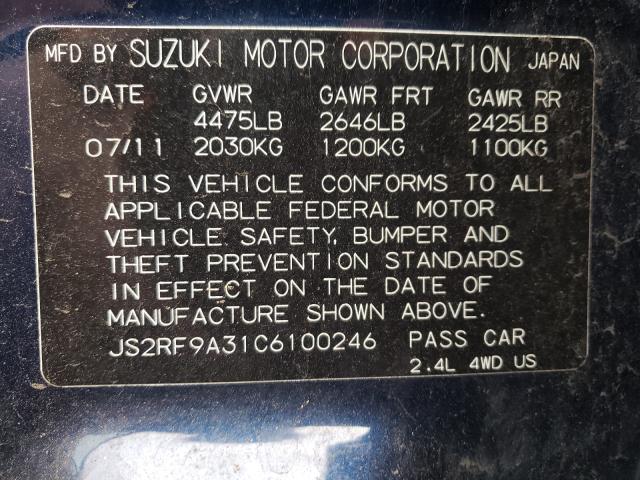 MFD BY SUZUKI MOTOR CORPORATION JAPAN
DATE GVWR GAWR FRT GAWR RR
4475LB 2646LB 2425LB
07/11 2030KG 1200KG 1100KG
THIS VEHICLE CONFORMS TO ALL
APPLICABLE FEDERAL MOTOR
VEHICLE SAFETY, BUMPER AND
THEFT PREVENTION STANDARDS
IN EFFECT ON THE DATE OF
MANUFACTURE SHOWN ABOVE.
JS2RF9A31C6100246 PASS CAR
2.4L 4WD US